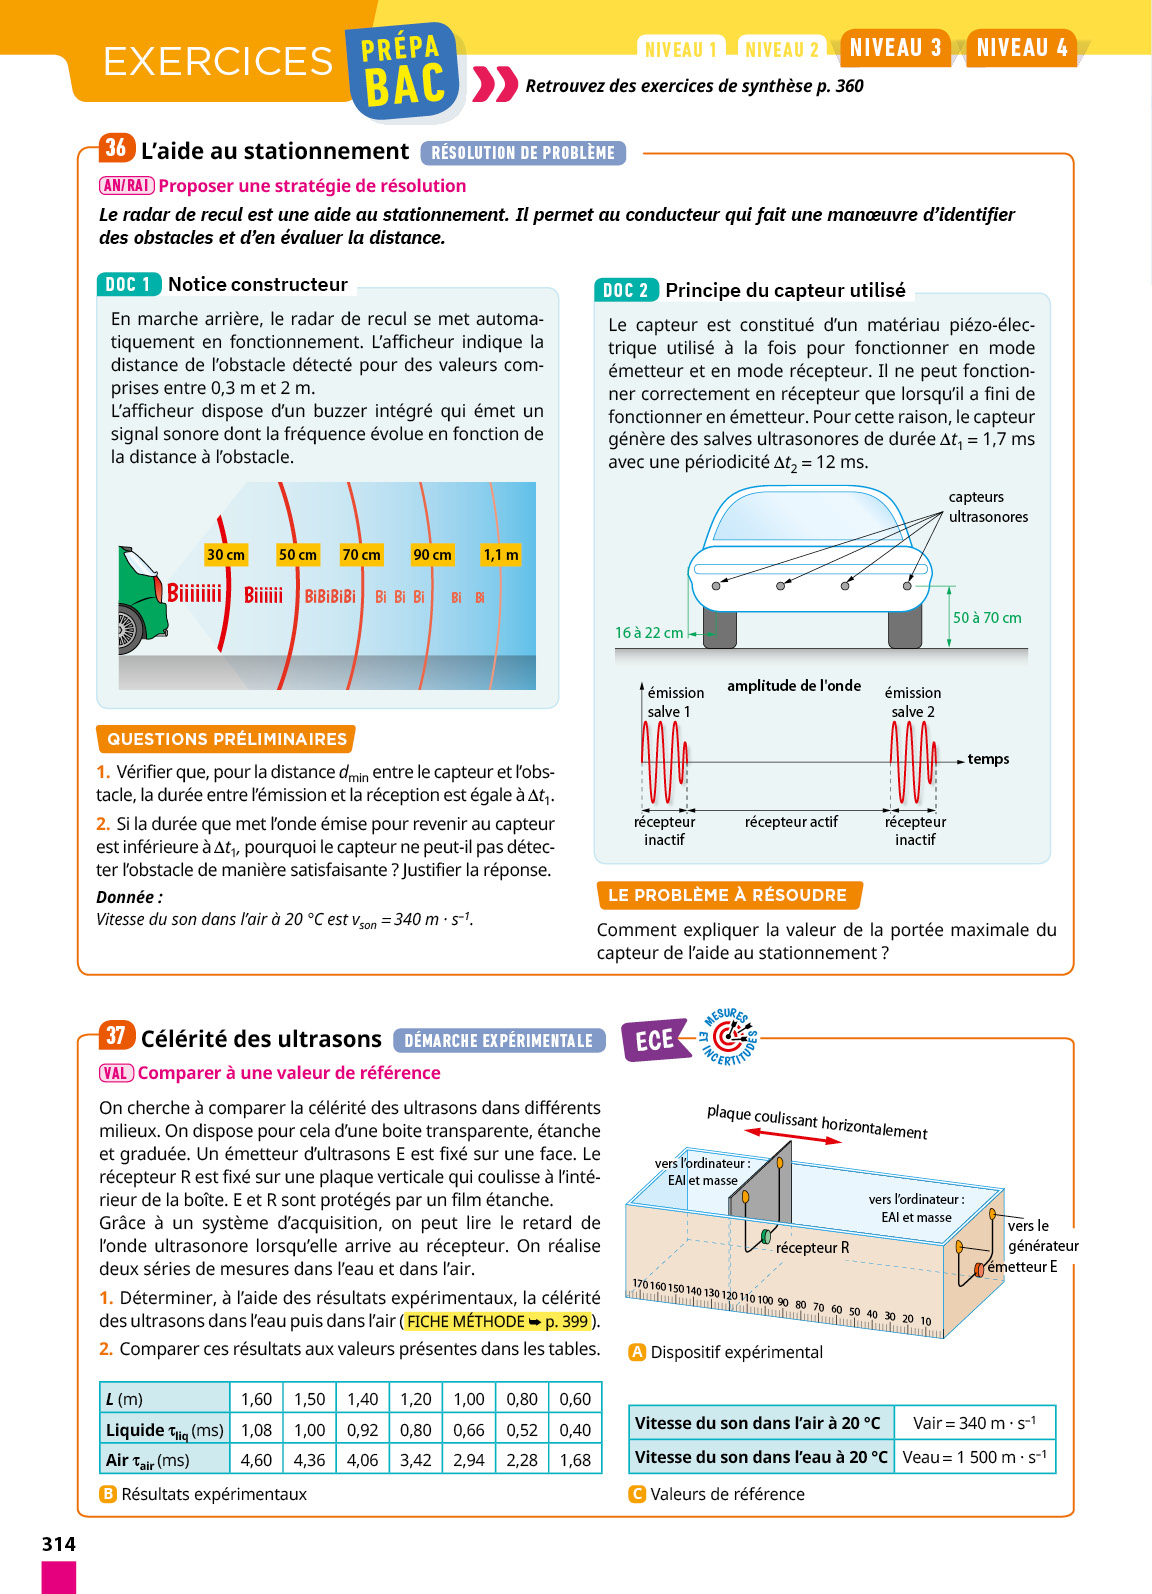 EXERCICES
PRÉPA
BAC
NIVEAU 1 NIVEAU 2 NIVEAU 3 NIVEAU 4
Retrouvez des exercices de synthèse p. 360
36 L'aide au stationnement RÉSOLUTION DE PROBLÈME
AN/RAI Proposer une stratégie de résolution
Le radar de recul est une aide au stationnement. Il permet au conducteur qui fait une manœuvre d'identifier
des obstacles et d'en évaluer la distance.
DOC 1 Notice constructeur
En marche arrière, le radar de recul se met automa-
tiquement en fonctionnement. L'afficheur indique la
distance de l'obstacle détecté pour des valeurs com-
prises entre 0,3 m et 2 m.
L'afficheur dispose d'un buzzer intégré qui émet un
signal sonore dont la fréquence évolue en fonction de
la distance à l'obstacle.
30 cm 50 cm 70 cm 90 cm 1,1 m
Biiiiiiii Biiiiii BiBiBiBi Bi Bi Bi Bi Bi
QUESTIONS PRÉLIMINAIRES
1. Vérifier que, pour la distance dmin entre le capteur et l'obs-
tacle, la durée entre l'émission et la réception est égale à Δt1.
2. Si la durée que met l'onde émise pour revenir au capteur
est inférieure à Δt1, pourquoi le capteur ne peut-il pas détec-
ter l'obstacle de manière satisfaisante ? Justifier la réponse.
Donnée :
Vitesse du son dans l'air à 20 °C est vson = 340 m · s–1.
DOC 2 Principe du capteur utilisé
Le capteur est constitué d'un matériau piézo-élec-
trique utilisé à la fois pour fonctionner en mode
émetteur et en mode récepteur. Il ne peut fonction-
ner correctement en récepteur que lorsqu'il a fini de
fonctionner en émetteur. Pour cette raison, le capteur
génère des salves ultrasonores de durée Δt1 = 1,7 ms
avec une périodicité Δt2 = 12 ms.
capteurs
ultrasonores
50 à 70 cm
16 à 22 cm
amplitude de l'onde
émission
salve 1
émission
salve 2
temps
récepteur
inactif
récepteur actif
récepteur
inactif
LE PROBLÈME À RÉSOUDRE
Comment expliquer la valeur de la portée maximale du
capteur de l'aide au stationnement ?
37 Célérité des ultrasons DÉMARCHE EXPÉRIMENTALE ECE
MESURES ET INCERTITUDES
VAL Comparer à une valeur de référence
On cherche à comparer la célérité des ultrasons dans différents
milieux. On dispose pour cela d'une boite transparente, étanche
et graduée. Un émetteur d'ultrasons E est fixé sur une face. Le
récepteur R est fixé sur une plaque verticale qui coulisse à l'inté-
rieur de la boîte. E et R sont protégés par un film étanche.
Grâce à un système d'acquisition, on peut lire le retard de
l'onde ultrasonore lorsqu'elle arrive au récepteur. On réalise
deux séries de mesures dans l'eau et dans l'air.
1. Déterminer, à l'aide des résultats expérimentaux, la célérité
des ultrasons dans l'eau puis dans l'air ( FICHE MÉTHODE ➥ p. 399 ).
2. Comparer ces résultats aux valeurs présentes dans les tables.
L (m) 1,60 1,50 1,40 1,20 1,00 0,80 0,60
Liquide τliq (ms) 1,08 1,00 0,92 0,80 0,66 0,52 0,40
Air τair (ms) 4,60 4,36 4,06 3,42 2,94 2,28 1,68
B Résultats expérimentaux
plaque coulissant horizontalement
vers l'ordinateur :
EAI et masse
vers l'ordinateur :
EAI et masse
vers le
générateur
récepteur R
émetteur E
170 160 150 140 130 120 110 100 90 80 70 60 50 40 30 20 10
A Dispositif expérimental
Vitesse du son dans l'air à 20 °C Vair = 340 m · s–1
Vitesse du son dans l'eau à 20 °C Veau = 1 500 m · s–1
C Valeurs de référence
314